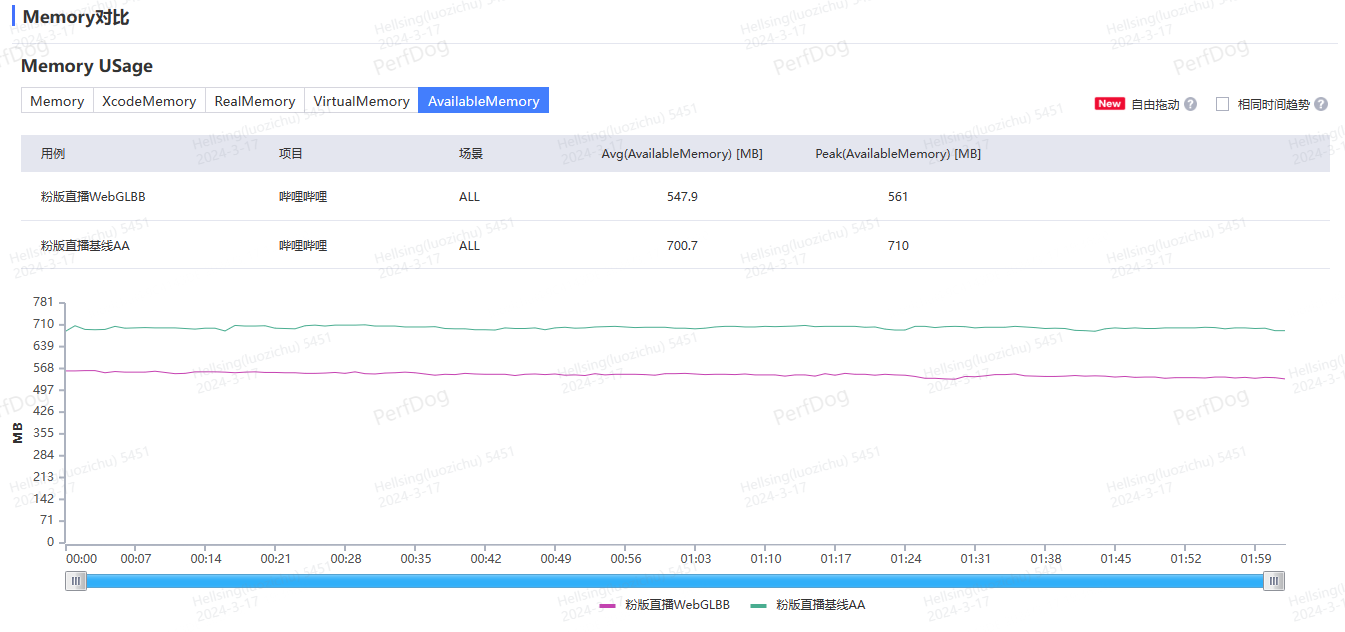 Memory对比
Memory USage
Memory XcodeMemory RealMemory VirtualMemory AvailableMemory
New 自由拖动 ? 相同时间趋势 ?
用例 项目 场景 Avg(AvailableMemory) [MB] Peak(AvailableMemory) [MB]
粉版直播WebGLBB 哔哩哔哩 ALL 547.9 561
粉版直播基线AA 哔哩哔哩 ALL 700.7 710
781
710
639
568
497
426
355
284
213
142
71
0
MB
00:00 00:07 00:14 00:21 00:28 00:35 00:42 00:49 00:56 01:03 01:10 01:17 01:24 01:31 01:38 01:45 01:52 01:59
粉版直播WebGLBB 粉版直播基线AA
PerfDog
Hellsing(luozichu) 5451
2024-3-17